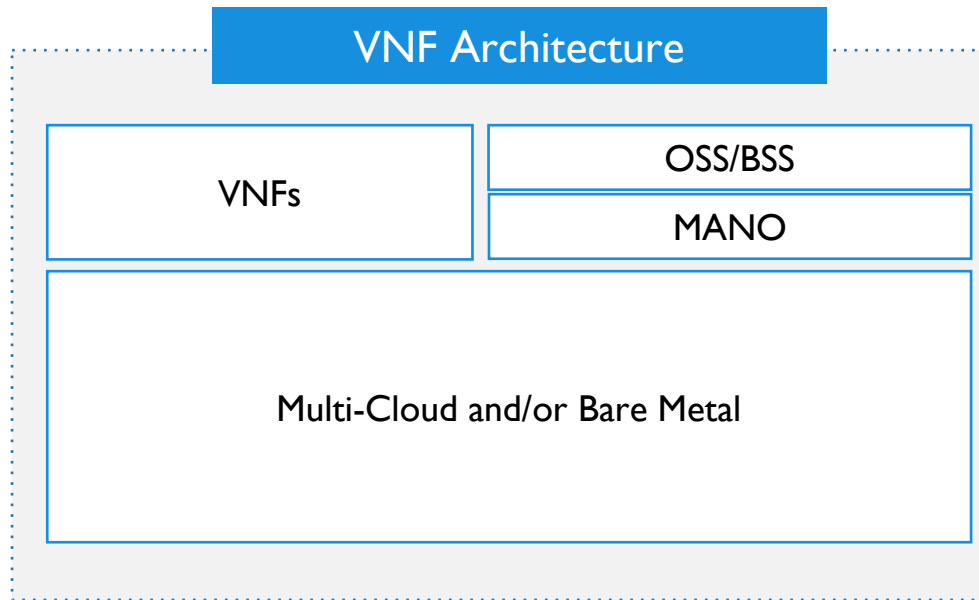 VNF Architecture
VNFs
OSS/BSS
MANO
Multi-Cloud and/or Bare Metal